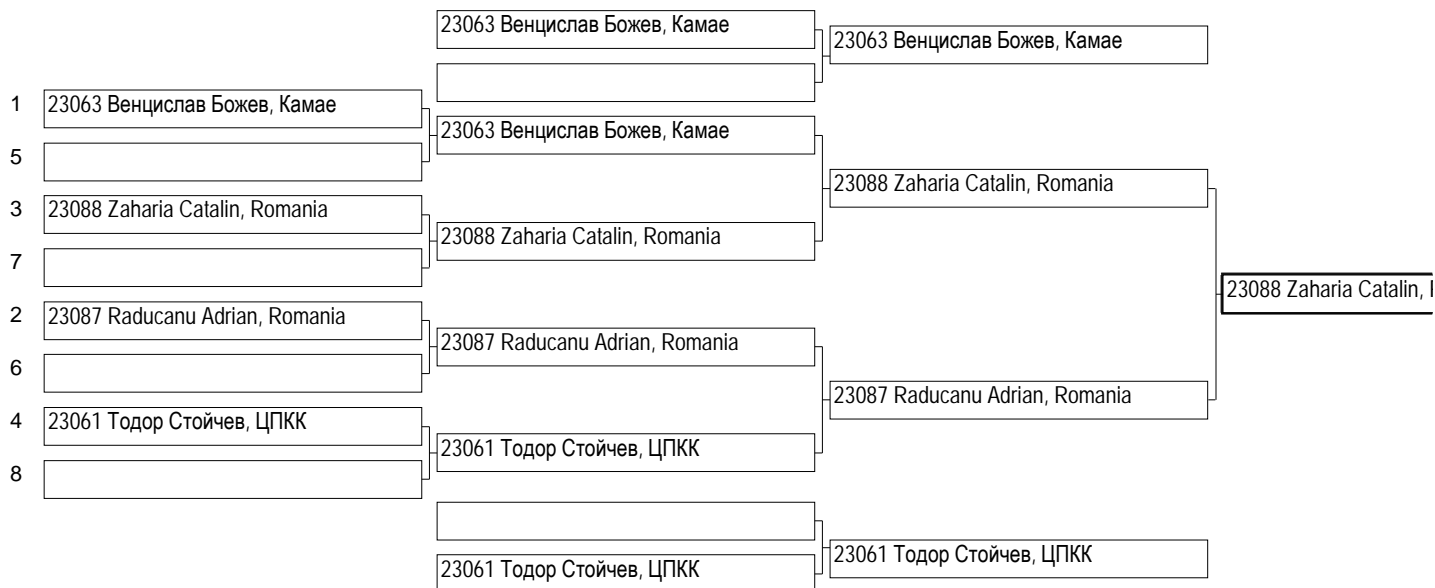 23063 Венцислав Божев, Камае
23063 Венцислав Божев, Камае
1 23063 Венцислав Божев, Камае
23063 Венцислав Божев, Камае
5
23088 Zaharia Catalin, Romania
3 23088 Zaharia Catalin, Romania
23088 Zaharia Catalin, Romania
7
23088 Zaharia Catalin,
2 23087 Raducanu Adrian, Romania
23087 Raducanu Adrian, Romania
6
23087 Raducanu Adrian, Romania
4 23061 Тодор Стойчев, ЦПКК
23061 Тодор Стойчев, ЦПКК
8
23061 Тодор Стойчев, ЦПКК
23061 Тодор Стойчев, ЦПКК